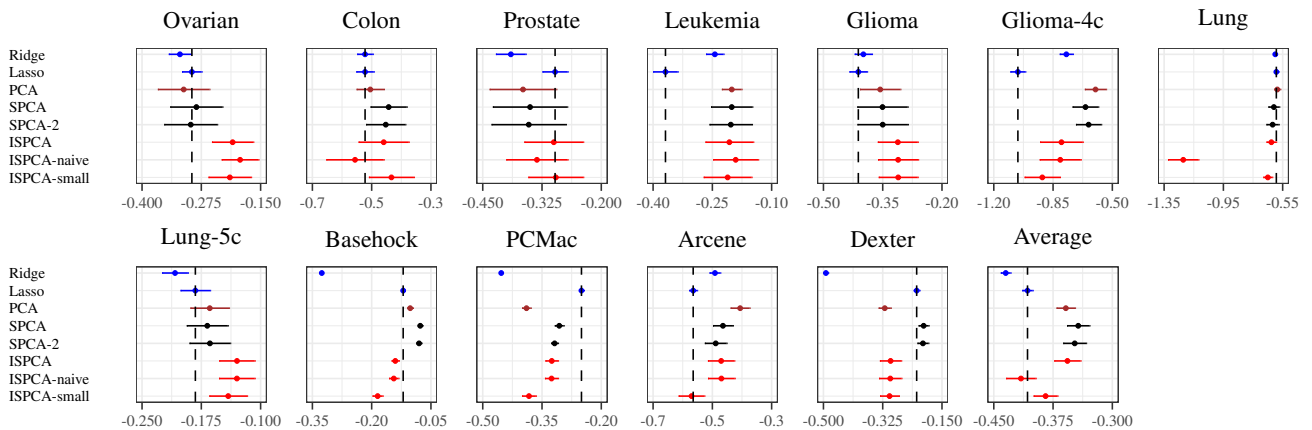 Ovarian Colon Prostate Leukemia Glioma Glioma-4c Lung
Ridge
Lasso
PCA
SPCA
SPCA-2
ISPCA
ISPCA-naive
ISPCA-small
-0.400 -0.275 -0.150 -0.7 -0.5 -0.3 -0.450 -0.325 -0.200 -0.40 -0.25 -0.10 -0.50 -0.35 -0.20 -1.20 -0.85 -0.50 -1.35 -0.95 -0.55
Lung-5c Basehock PCMac Arcene Dexter Average
Ridge
Lasso
PCA
SPCA
SPCA-2
ISPCA
ISPCA-naive
ISPCA-small
-0.250 -0.175 -0.100 -0.35 -0.20 -0.05 -0.50 -0.35 -0.20 -0.7 -0.5 -0.3 -0.500 -0.325 -0.150 -0.450 -0.375 -0.300